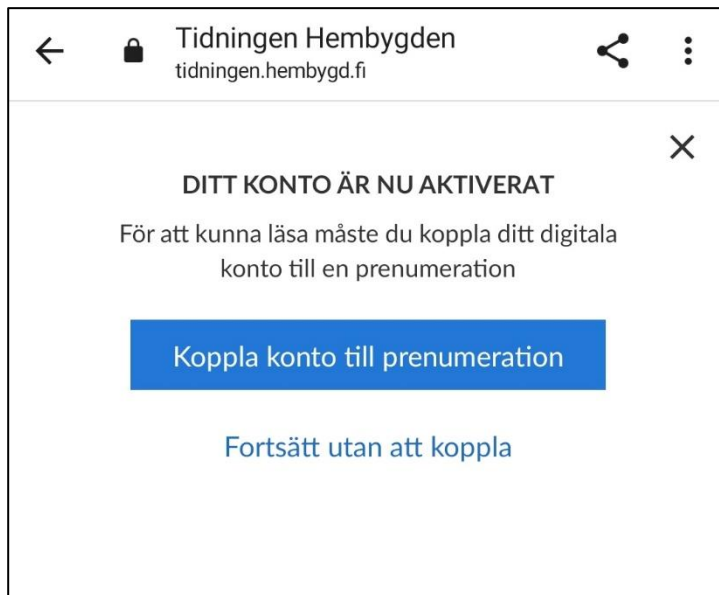 Tidningen Hembygden
tidningen.hembygd.fi
DITT KONTO ÄR NU AKTIVERAT
För att kunna läsa måste du koppla ditt digitala
konto till en prenumeration
Koppla konto till prenumeration
Fortsätt utan att koppla